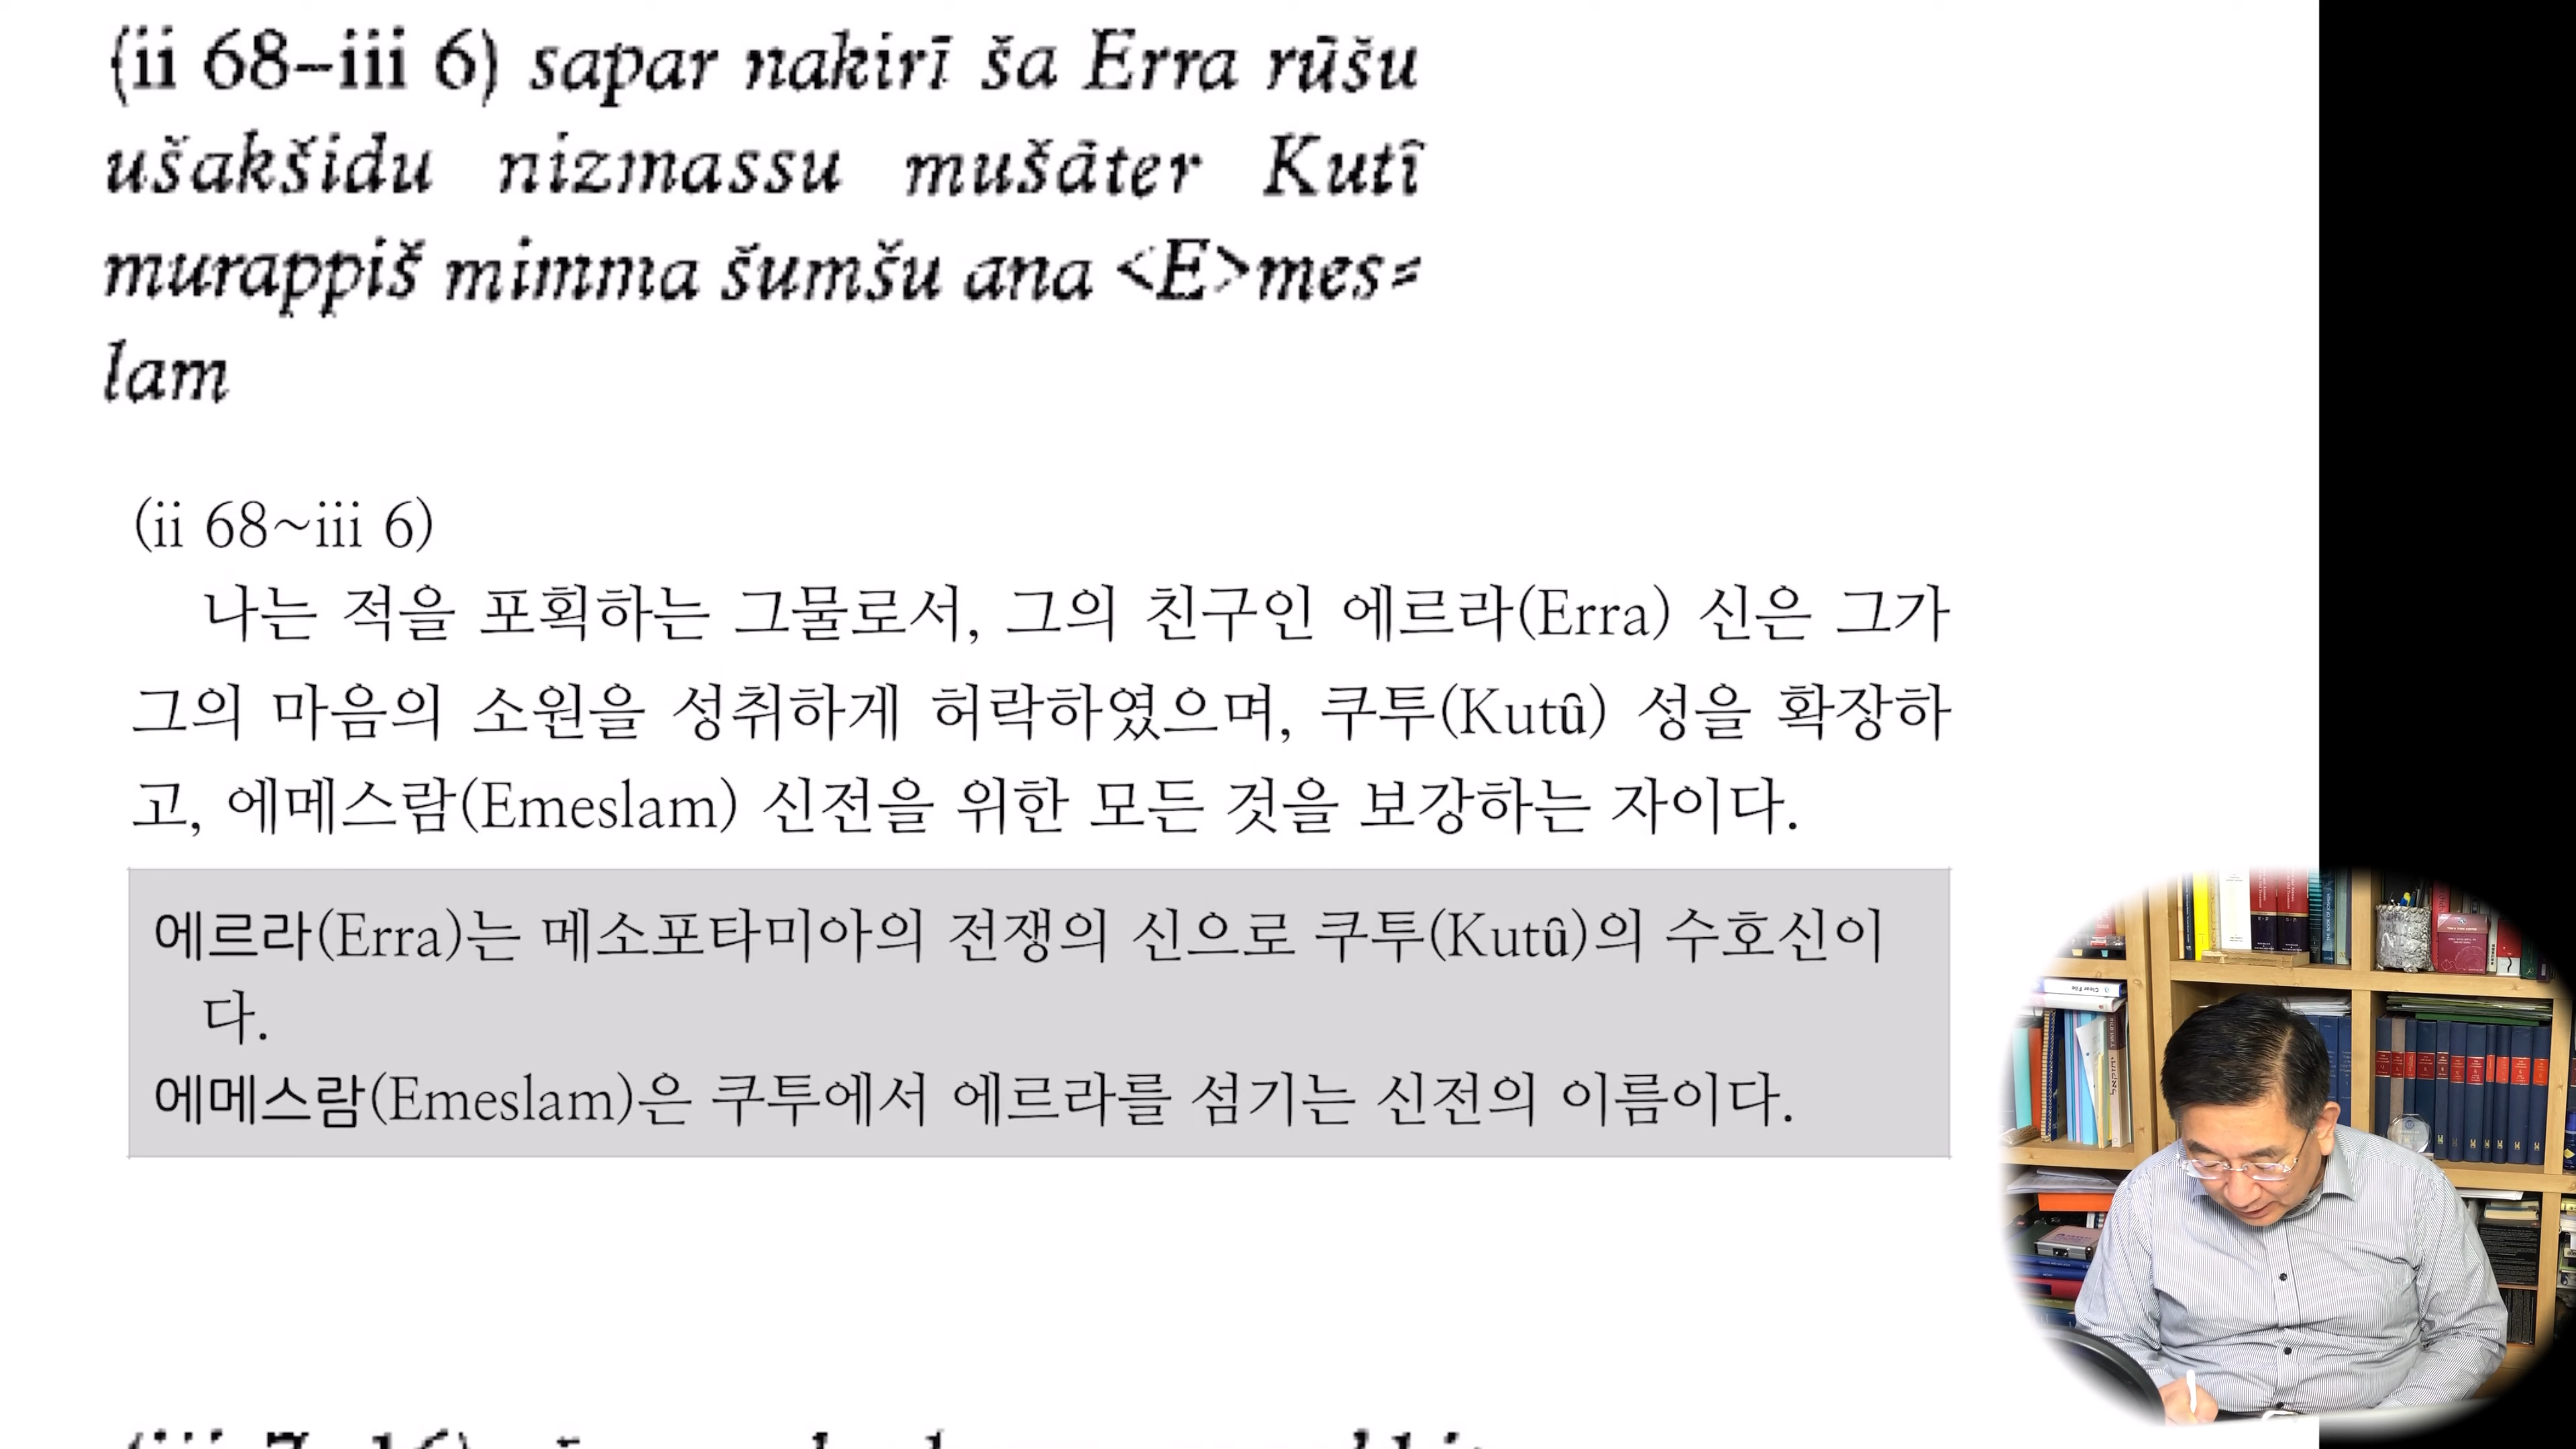 (ii 68–iii 6) sapar nakirī ša Erra rūšu
ušakšidu nizmassu mušāter Kutî
murappiš mimma šumšu ana <E>mes=
lam
(ii 68~iii 6)
나는 적을 포획하는 그물로서, 그의 친구인 에르라(Erra) 신은 그가
그의 마음의 소원을 성취하게 허락하였으며, 쿠투(Kutû) 성을 확장하
고, 에메스람(Emeslam) 신전을 위한 모든 것을 보강하는 자이다.
에르라(Erra)는 메소포타미아의 전쟁의 신으로 쿠투(Kutû)의 수호신이
다.
에메스람(Emeslam)은 쿠투에서 에르라를 섬기는 신전의 이름이다.